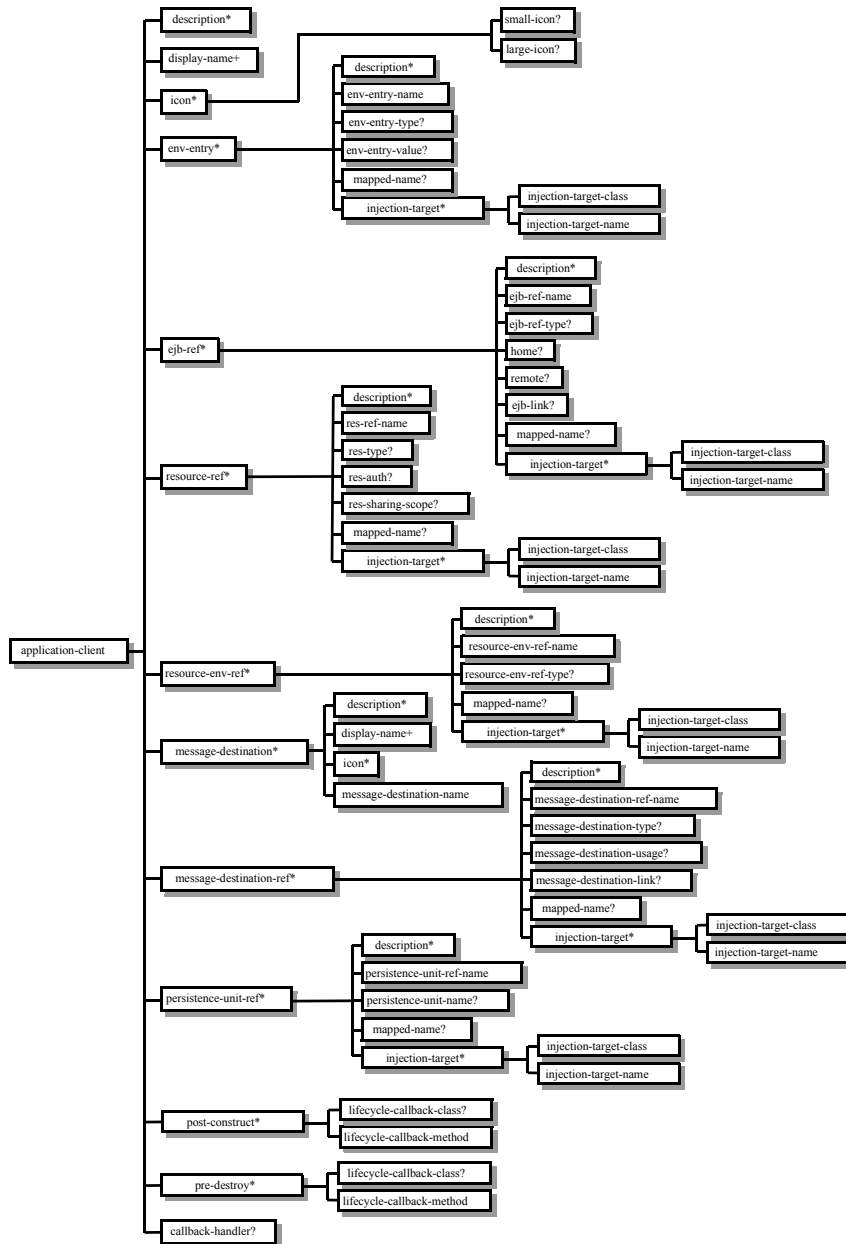 description*
display-name+
icon*
small-icon?
large-icon?
env-entry*
description*
env-entry-name
env-entry-type?
env-entry-value?
mapped-name?
injection-target*
injection-target-class
injection-target-name
ejb-ref*
description*
ejb-ref-name
ejb-ref-type?
home?
remote?
ejb-link?
mapped-name?
injection-target*
injection-target-class
injection-target-name
resource-ref*
description*
res-ref-name
res-type?
res-auth?
res-sharing-scope?
mapped-name?
injection-target*
injection-target-class
injection-target-name
application-client
resource-env-ref*
description*
resource-env-ref-name
resource-env-ref-type?
mapped-name?
injection-target*
injection-target-class
injection-target-name
message-destination*
description*
display-name+
icon*
message-destination-name
message-destination-ref*
description*
message-destination-ref-name
message-destination-type?
message-destination-usage?
message-destination-link?
mapped-name?
injection-target*
injection-target-class
injection-target-name
persistence-unit-ref*
description*
persistence-unit-ref-name
persistence-unit-name?
mapped-name?
injection-target*
injection-target-class
injection-target-name
post-construct*
lifecycle-callback-class?
lifecycle-callback-method
pre-destroy*
lifecycle-callback-class?
lifecycle-callback-method
callback-handler?